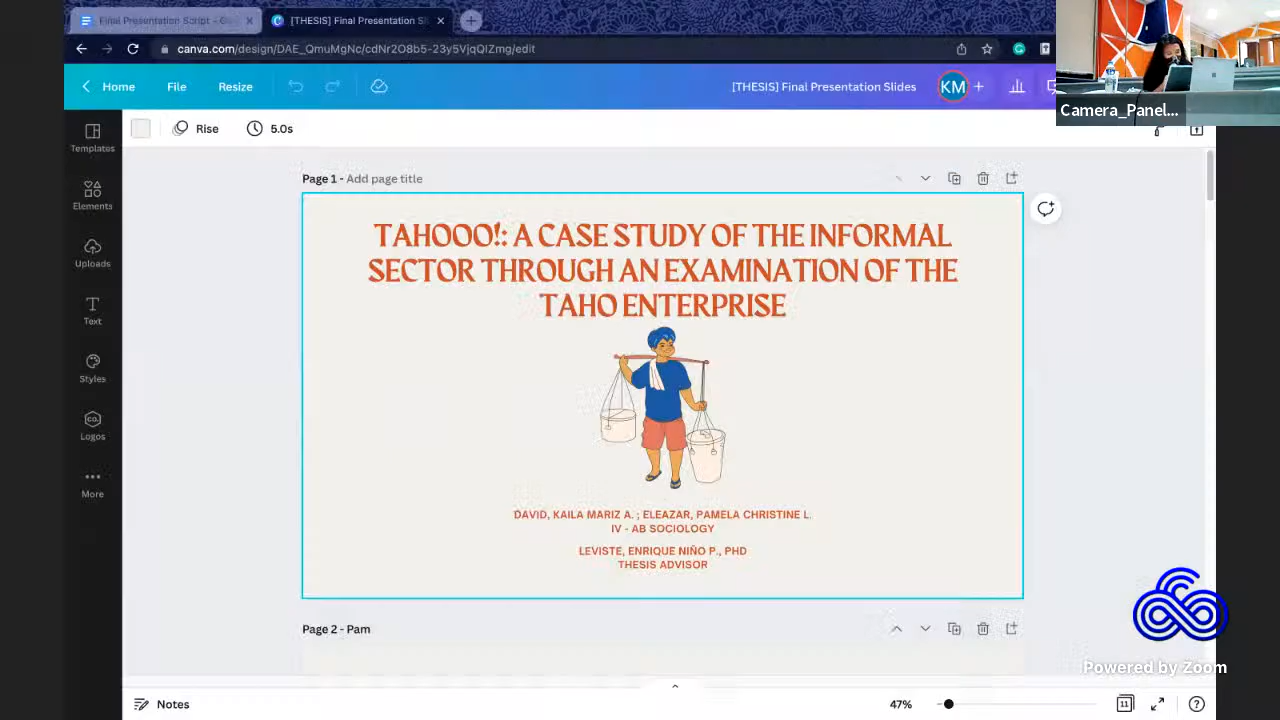 Final Presentation Script - Go
[THESIS] Final Presentation Sl
canva.com/design/DAE_QmuMgNc/cdNr2O8b5-23y5VjqQIZmg/edit
Home File Resize
[THESIS] Final Presentation Slides
KM
Camera_Panel...
Rise 5.0s
Templates
Elements
Uploads
Text
Styles
CO.
Logos
More
Page 1 - Add page title
TAHOOO!: A CASE STUDY OF THE INFORMAL
SECTOR THROUGH AN EXAMINATION OF THE
TAHO ENTERPRISE
DAVID, KAILA MARIZ A. ; ELEAZAR, PAMELA CHRISTINE L.
IV - AB SOCIOLOGY
LEVISTE, ENRIQUE NIÑO P., PHD
THESIS ADVISOR
Page 2 - Pam
Powered by Zoom
Notes
47%
11